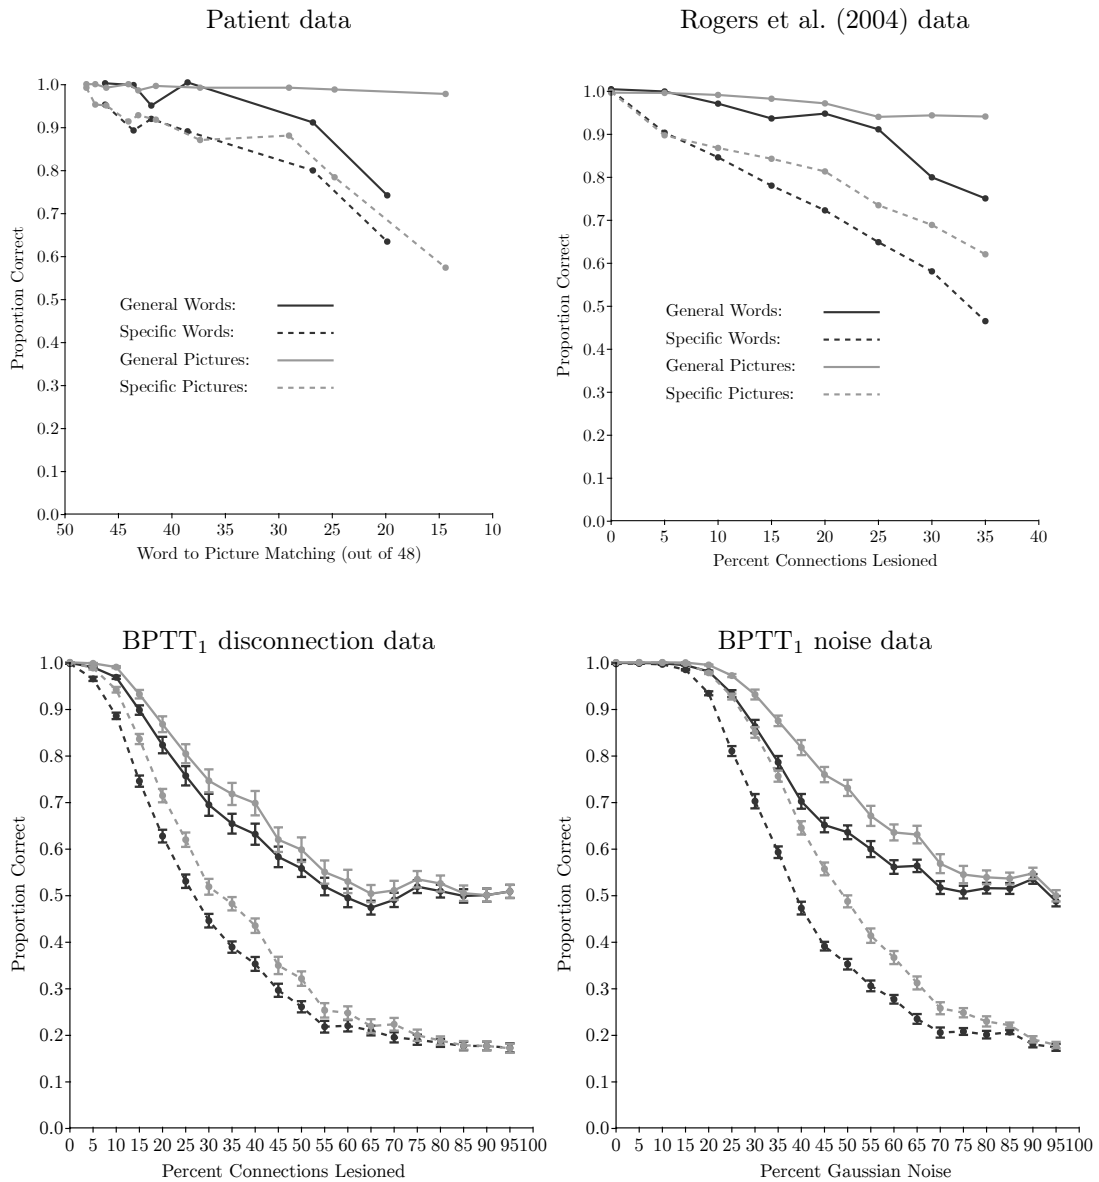 Patient data
Rogers et al. (2004) data
Proportion Correct
1.0
0.9
0.8
0.7
0.6
0.5
0.4
0.3
0.2
0.1
0.0
General Words:
Specific Words:
General Pictures:
Specific Pictures:
50 45 40 35 30 25 20 15 10
Word to Picture Matching (out of 48)
Proportion Correct
1.0
0.9
0.8
0.7
0.6
0.5
0.4
0.3
0.2
0.1
0.0
General Words:
Specific Words:
General Pictures:
Specific Pictures:
0 5 10 15 20 25 30 35 40
Percent Connections Lesioned
BPTT₁ disconnection data
BPTT₁ noise data
Proportion Correct
1.0
0.9
0.8
0.7
0.6
0.5
0.4
0.3
0.2
0.1
0.0
0 5 10 15 20 25 30 35 40 45 50 55 60 65 70 75 80 85 90 95 100
Percent Connections Lesioned
Proportion Correct
1.0
0.9
0.8
0.7
0.6
0.5
0.4
0.3
0.2
0.1
0.0
0 5 10 15 20 25 30 35 40 45 50 55 60 65 70 75 80 85 90 95 100
Percent Gaussian Noise